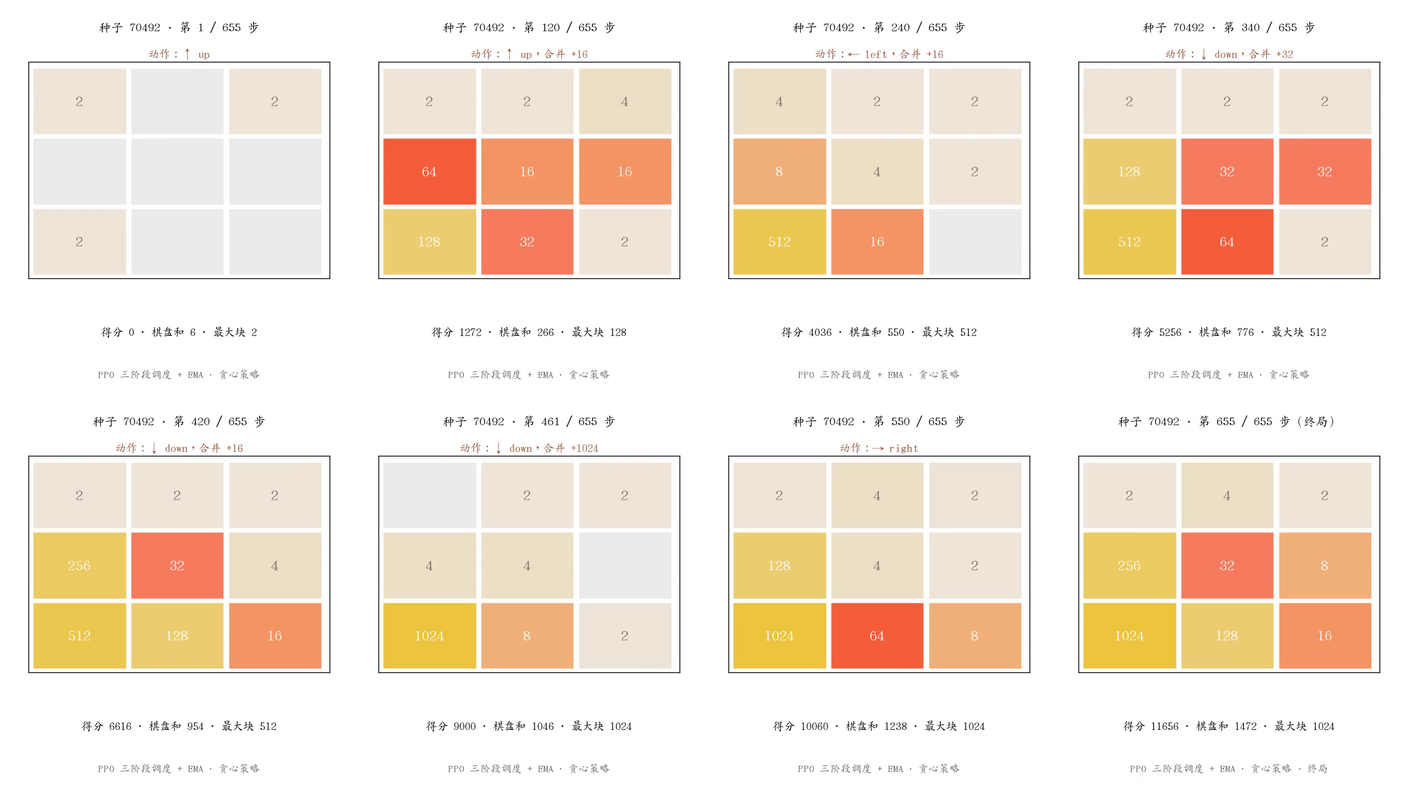 种子 70492 · 第 1 / 655 步
动作：↑ up
2 2
2
得分 0 · 棋盘和 6 · 最大块 2
PPO 三阶段调度 + EMA · 贪心策略
种子 70492 · 第 120 / 655 步
动作：↑ up，合并 +16
2 2 4
64 16 16
128 32 2
得分 1272 · 棋盘和 266 · 最大块 128
PPO 三阶段调度 + EMA · 贪心策略
种子 70492 · 第 240 / 655 步
动作：← left，合并 +16
4 2 2
8 4 2
512 16
得分 4036 · 棋盘和 550 · 最大块 512
PPO 三阶段调度 + EMA · 贪心策略
种子 70492 · 第 340 / 655 步
动作：↓ down，合并 +32
2 2 2
128 32 32
512 64 2
得分 5256 · 棋盘和 776 · 最大块 512
PPO 三阶段调度 + EMA · 贪心策略
种子 70492 · 第 420 / 655 步
动作：↓ down，合并 +16
2 2 2
256 32 4
512 128 16
得分 6616 · 棋盘和 954 · 最大块 512
PPO 三阶段调度 + EMA · 贪心策略
种子 70492 · 第 461 / 655 步
动作：↓ down，合并 +1024
2 2
4 4
1024 8 2
得分 9000 · 棋盘和 1046 · 最大块 1024
PPO 三阶段调度 + EMA · 贪心策略
种子 70492 · 第 550 / 655 步
动作：→ right
2 4 2
128 4 2
1024 64 8
得分 10060 · 棋盘和 1238 · 最大块 1024
PPO 三阶段调度 + EMA · 贪心策略
种子 70492 · 第 655 / 655 步（终局）
2 4 2
256 32 8
1024 128 16
得分 11656 · 棋盘和 1472 · 最大块 1024
PPO 三阶段调度 + EMA · 贪心策略 · 终局